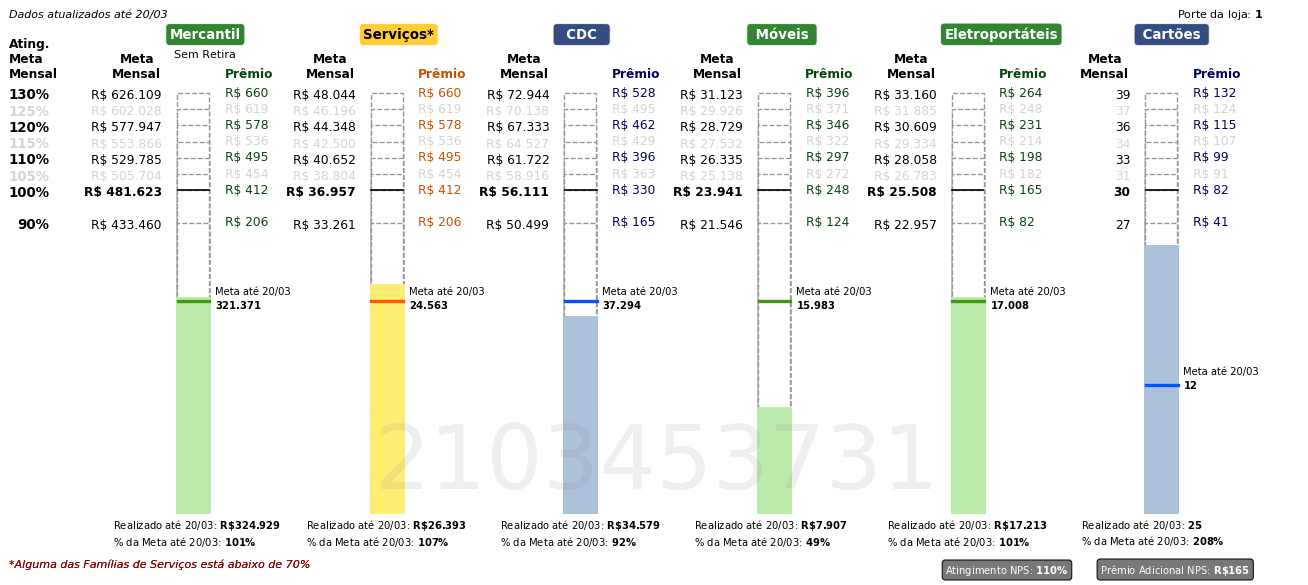 Dados atualizados até 20/03 Porte da loja: 1
Mercantil Serviços* CDC Móveis Eletroportáteis Cartões
Sem Retira
Ating. Meta Mensal Meta Mensal Prêmio Meta Mensal Prêmio Meta Mensal Prêmio Meta Mensal Prêmio Meta Mensal Prêmio Meta Mensal Prêmio
130% R$ 626.109 R$ 660 R$ 48.044 R$ 660 R$ 72.944 R$ 528 R$ 31.123 R$ 396 R$ 33.160 R$ 264 39 R$ 132
125% R$ 602.028 R$ 619 R$ 46.196 R$ 619 R$ 70.138 R$ 495 R$ 29.926 R$ 371 R$ 31.885 R$ 248 37 R$ 124
120% R$ 577.947 R$ 578 R$ 44.348 R$ 578 R$ 67.333 R$ 462 R$ 28.729 R$ 346 R$ 30.609 R$ 231 36 R$ 115
115% R$ 553.866 R$ 536 R$ 42.500 R$ 536 R$ 64.527 R$ 429 R$ 27.532 R$ 322 R$ 29.334 R$ 214 34 R$ 107
110% R$ 529.785 R$ 495 R$ 40.652 R$ 495 R$ 61.722 R$ 396 R$ 26.335 R$ 297 R$ 28.058 R$ 198 33 R$ 99
105% R$ 505.704 R$ 454 R$ 38.804 R$ 454 R$ 58.916 R$ 363 R$ 25.138 R$ 272 R$ 26.783 R$ 182 31 R$ 91
100% R$ 481.623 R$ 412 R$ 36.957 R$ 412 R$ 56.111 R$ 330 R$ 23.941 R$ 248 R$ 25.508 R$ 165 30 R$ 82
90% R$ 433.460 R$ 206 R$ 33.261 R$ 206 R$ 50.499 R$ 165 R$ 21.546 R$ 124 R$ 22.957 R$ 82 27 R$ 41
Meta até 20/03 Meta até 20/03 Meta até 20/03 Meta até 20/03 Meta até 20/03
321.371 24.563 37.294 15.983 17.008
Meta até 20/03
12
2103453731
Realizado até 20/03: R$324.929 Realizado até 20/03: R$26.393 Realizado até 20/03: R$34.579 Realizado até 20/03: R$7.907 Realizado até 20/03: R$17.213 Realizado até 20/03: 25
% da Meta até 20/03: 101% % da Meta até 20/03: 107% % da Meta até 20/03: 92% % da Meta até 20/03: 49% % da Meta até 20/03: 101% % da Meta até 20/03: 208%
*Alguma das Famílias de Serviços está abaixo de 70% Atingimento NPS: 110% Prêmio Adicional NPS: R$165